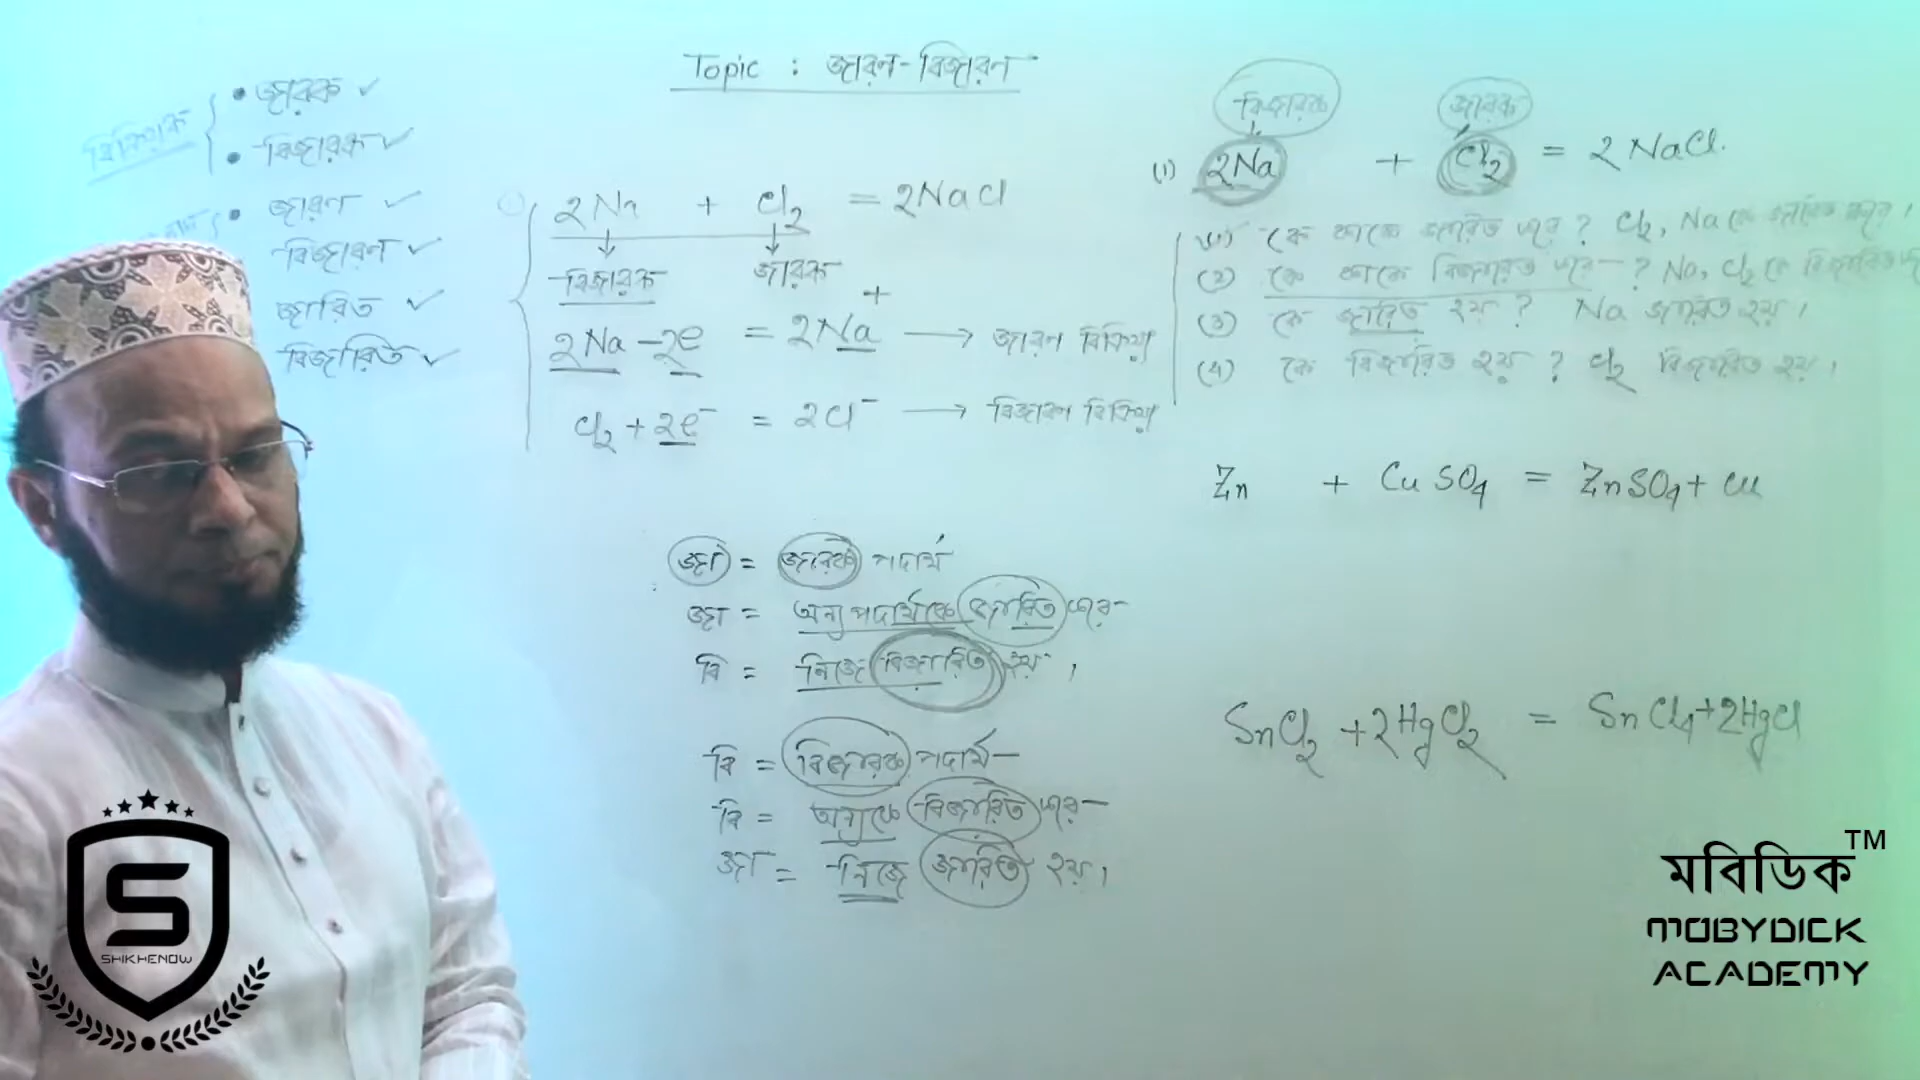 Topic : জারন-বিজারন
বিক্রিয়ক
• জারক ✓
• বিজারক ✓
• জারণ ✓
বিজারণ ✓
জারিত ✓
বিজারিত ✓
2Na + Cl₂ = 2NaCl
বিজারক জারক
2Na - 2e = 2Na⁺ → জারণ বিক্রিয়া
Cl₂ + 2e⁻ = 2Cl⁻ → বিজারণ বিক্রিয়া
জা = জারক পদার্থ
জা = অন্য পদার্থকে জারিত করে
বি = নিজে বিজারিত হয় ।
বি = বিজারক পদার্থ
বি = অন্যকে বিজারিত করে
জা = নিজে জারিত হয় ।
বিজারক জারক
(1) 2Na + Cl₂ = 2NaCl.
(1) কে কাকে জারিত করে ? Cl₂, Na কে জারিত করে ।
(2) কে কাকে বিজারিত করে ? Na, Cl₂ কে বিজারিত
(3) কে জারিত হয় ? Na জারিত হয় ।
(4) কে বিজারিত হয় ? Cl₂ বিজারিত হয় ।
Zn + CuSO₄ = ZnSO₄ + Cu
SnCl₂ + 2HgCl₂ = SnCl₄ + 2HgCl
SHIKHENOW
মবিডিক™
MOBYDICK
ACADEMY